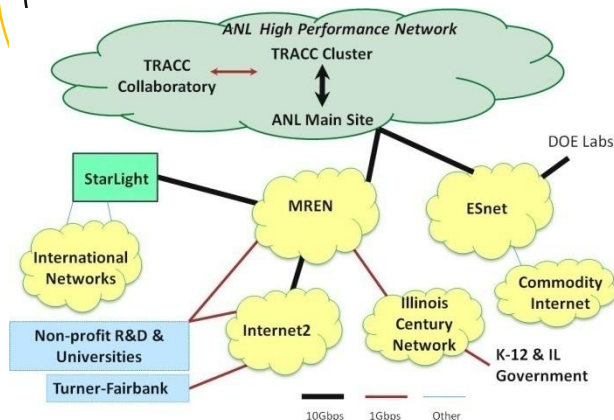 ANL High Performance Network
TRACC Cluster
TRACC
Collaboratory
ANL Main Site
DOE Labs
StarLight
MREN
ESnet
International
Networks
Commodity
Internet
Illinois
Century
Network
Non-profit R&D &
Universities
Internet2
K-12 & IL
Government
Turner-Fairbank
10Gbps
1Gbps
Other